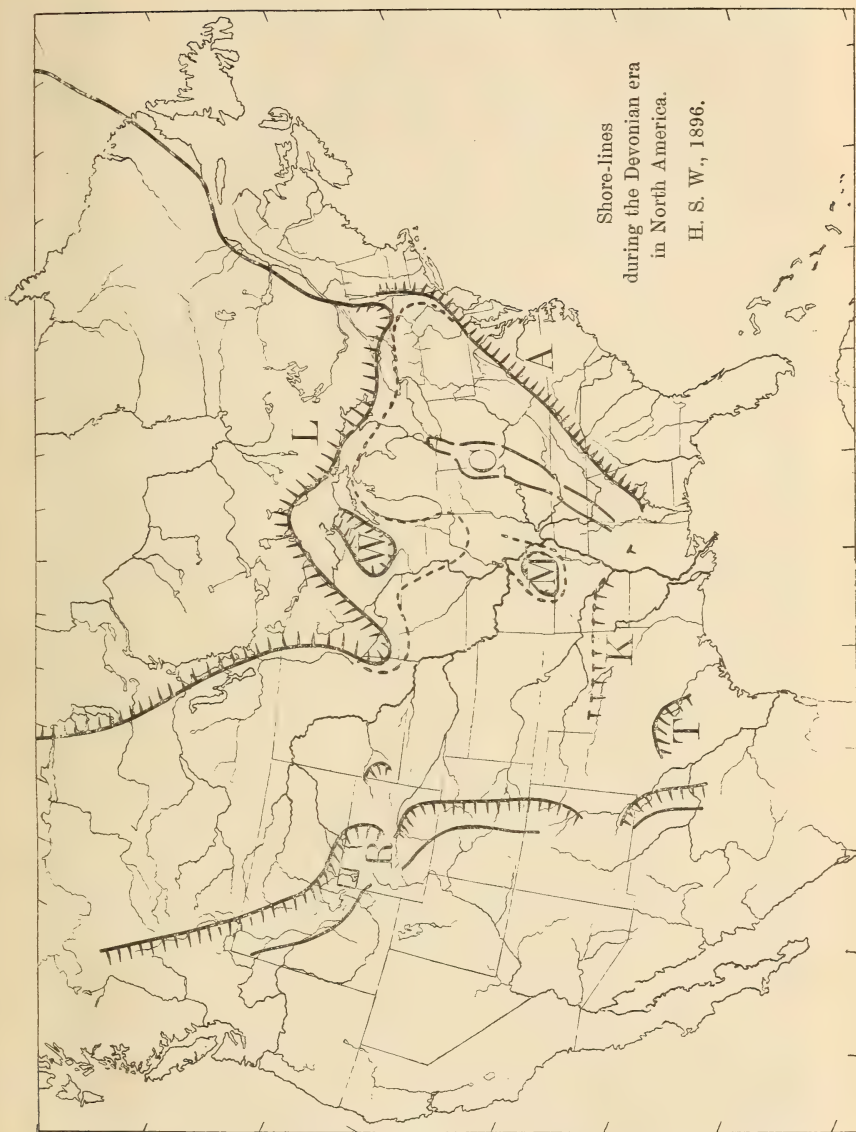 Shore-lines
during the Devonian era
in North America.
H. S. W., 1896.
L
A
C
W
M
K
T
R